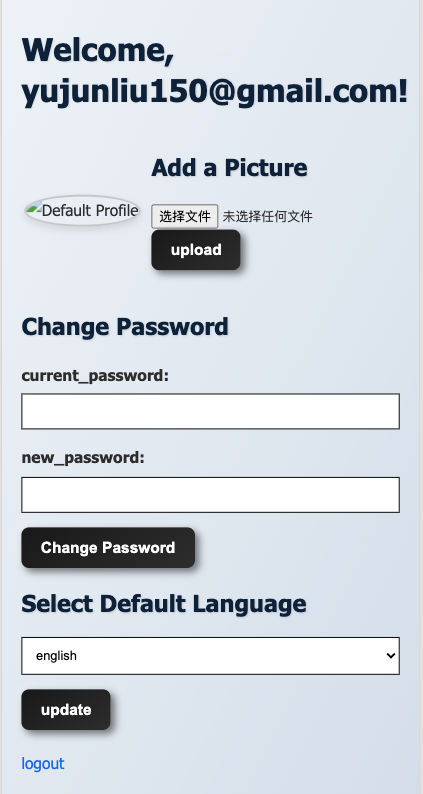 Welcome,
yujunliu150@gmail.com!
Add a Picture
Default Profile
选择文件 未选择任何文件
upload
Change Password
current_password:
new_password:
Change Password
Select Default Language
english
update
logout